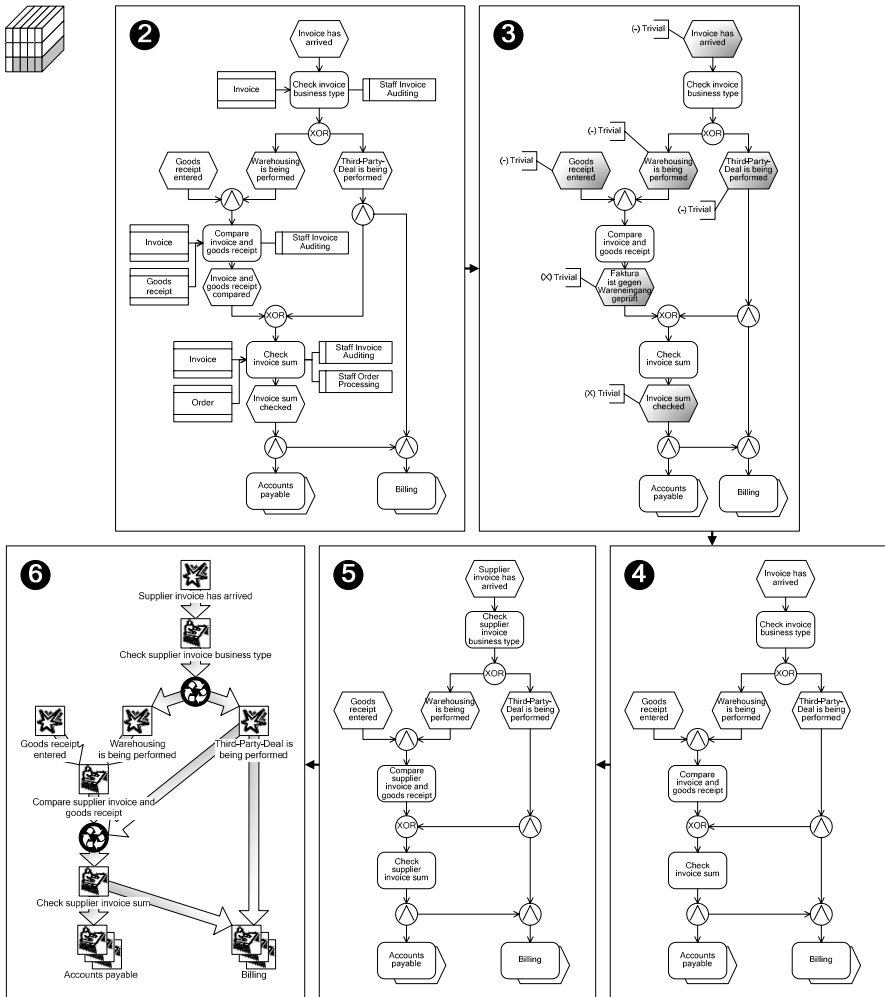 2
Invoice has
arrived
Invoice
Check invoice
business type
Staff Invoice
Auditing
XOR
Goods
receipt
entered
Warehousing
is being
performed
Third-Party-
Deal is being
performed
Invoice
Compare
invoice and
goods receipt
Staff Invoice
Auditing
Goods
receipt
Invoice and
goods receipt
compared
XOR
Invoice
Check
invoice sum
Staff Invoice
Auditing
Staff Order
Processing
Order
Invoice sum
checked
Accounts
payable
Billing
3
(-) Trivial
Invoice has
arrived
Check invoice
business type
(-) Trivial
XOR
(-) Trivial
Goods
receipt
entered
Warehousing
is being
performed
Third-Party-
Deal is being
performed
(-) Trivial
Compare
invoice and
goods receipt
(X) Trivial
Faktura
ist gegen
Wareneingang
geprüft
XOR
Check
invoice sum
(X) Trivial
Invoice sum
checked
Accounts
payable
Billing
6
Supplier invoice has arrived
Check supplier invoice business type
Goods receipt
entered
Warehousing
is being performed
Third-Party-Deal is
being performed
Compare supplier invoice and
goods receipt
Check supplier invoice sum
Accounts payable
Billing
5
Supplier
invoice has
arrived
Check
supplier
invoice
business type
XOR
Goods
receipt
entered
Warehousing
is being
performed
Third-Party-
Deal is being
performed
Compare
supplier
invoice and
goods receipt
XOR
Check
supplier
invoice sum
Accounts
payable
Billing
4
Invoice has
arrived
Check invoice
business type
XOR
Goods
receipt
entered
Warehousing
is being
performed
Third-Party-
Deal is being
performed
Compare
invoice and
goods receipt
XOR
Check
invoice sum
Accounts
payable
Billing